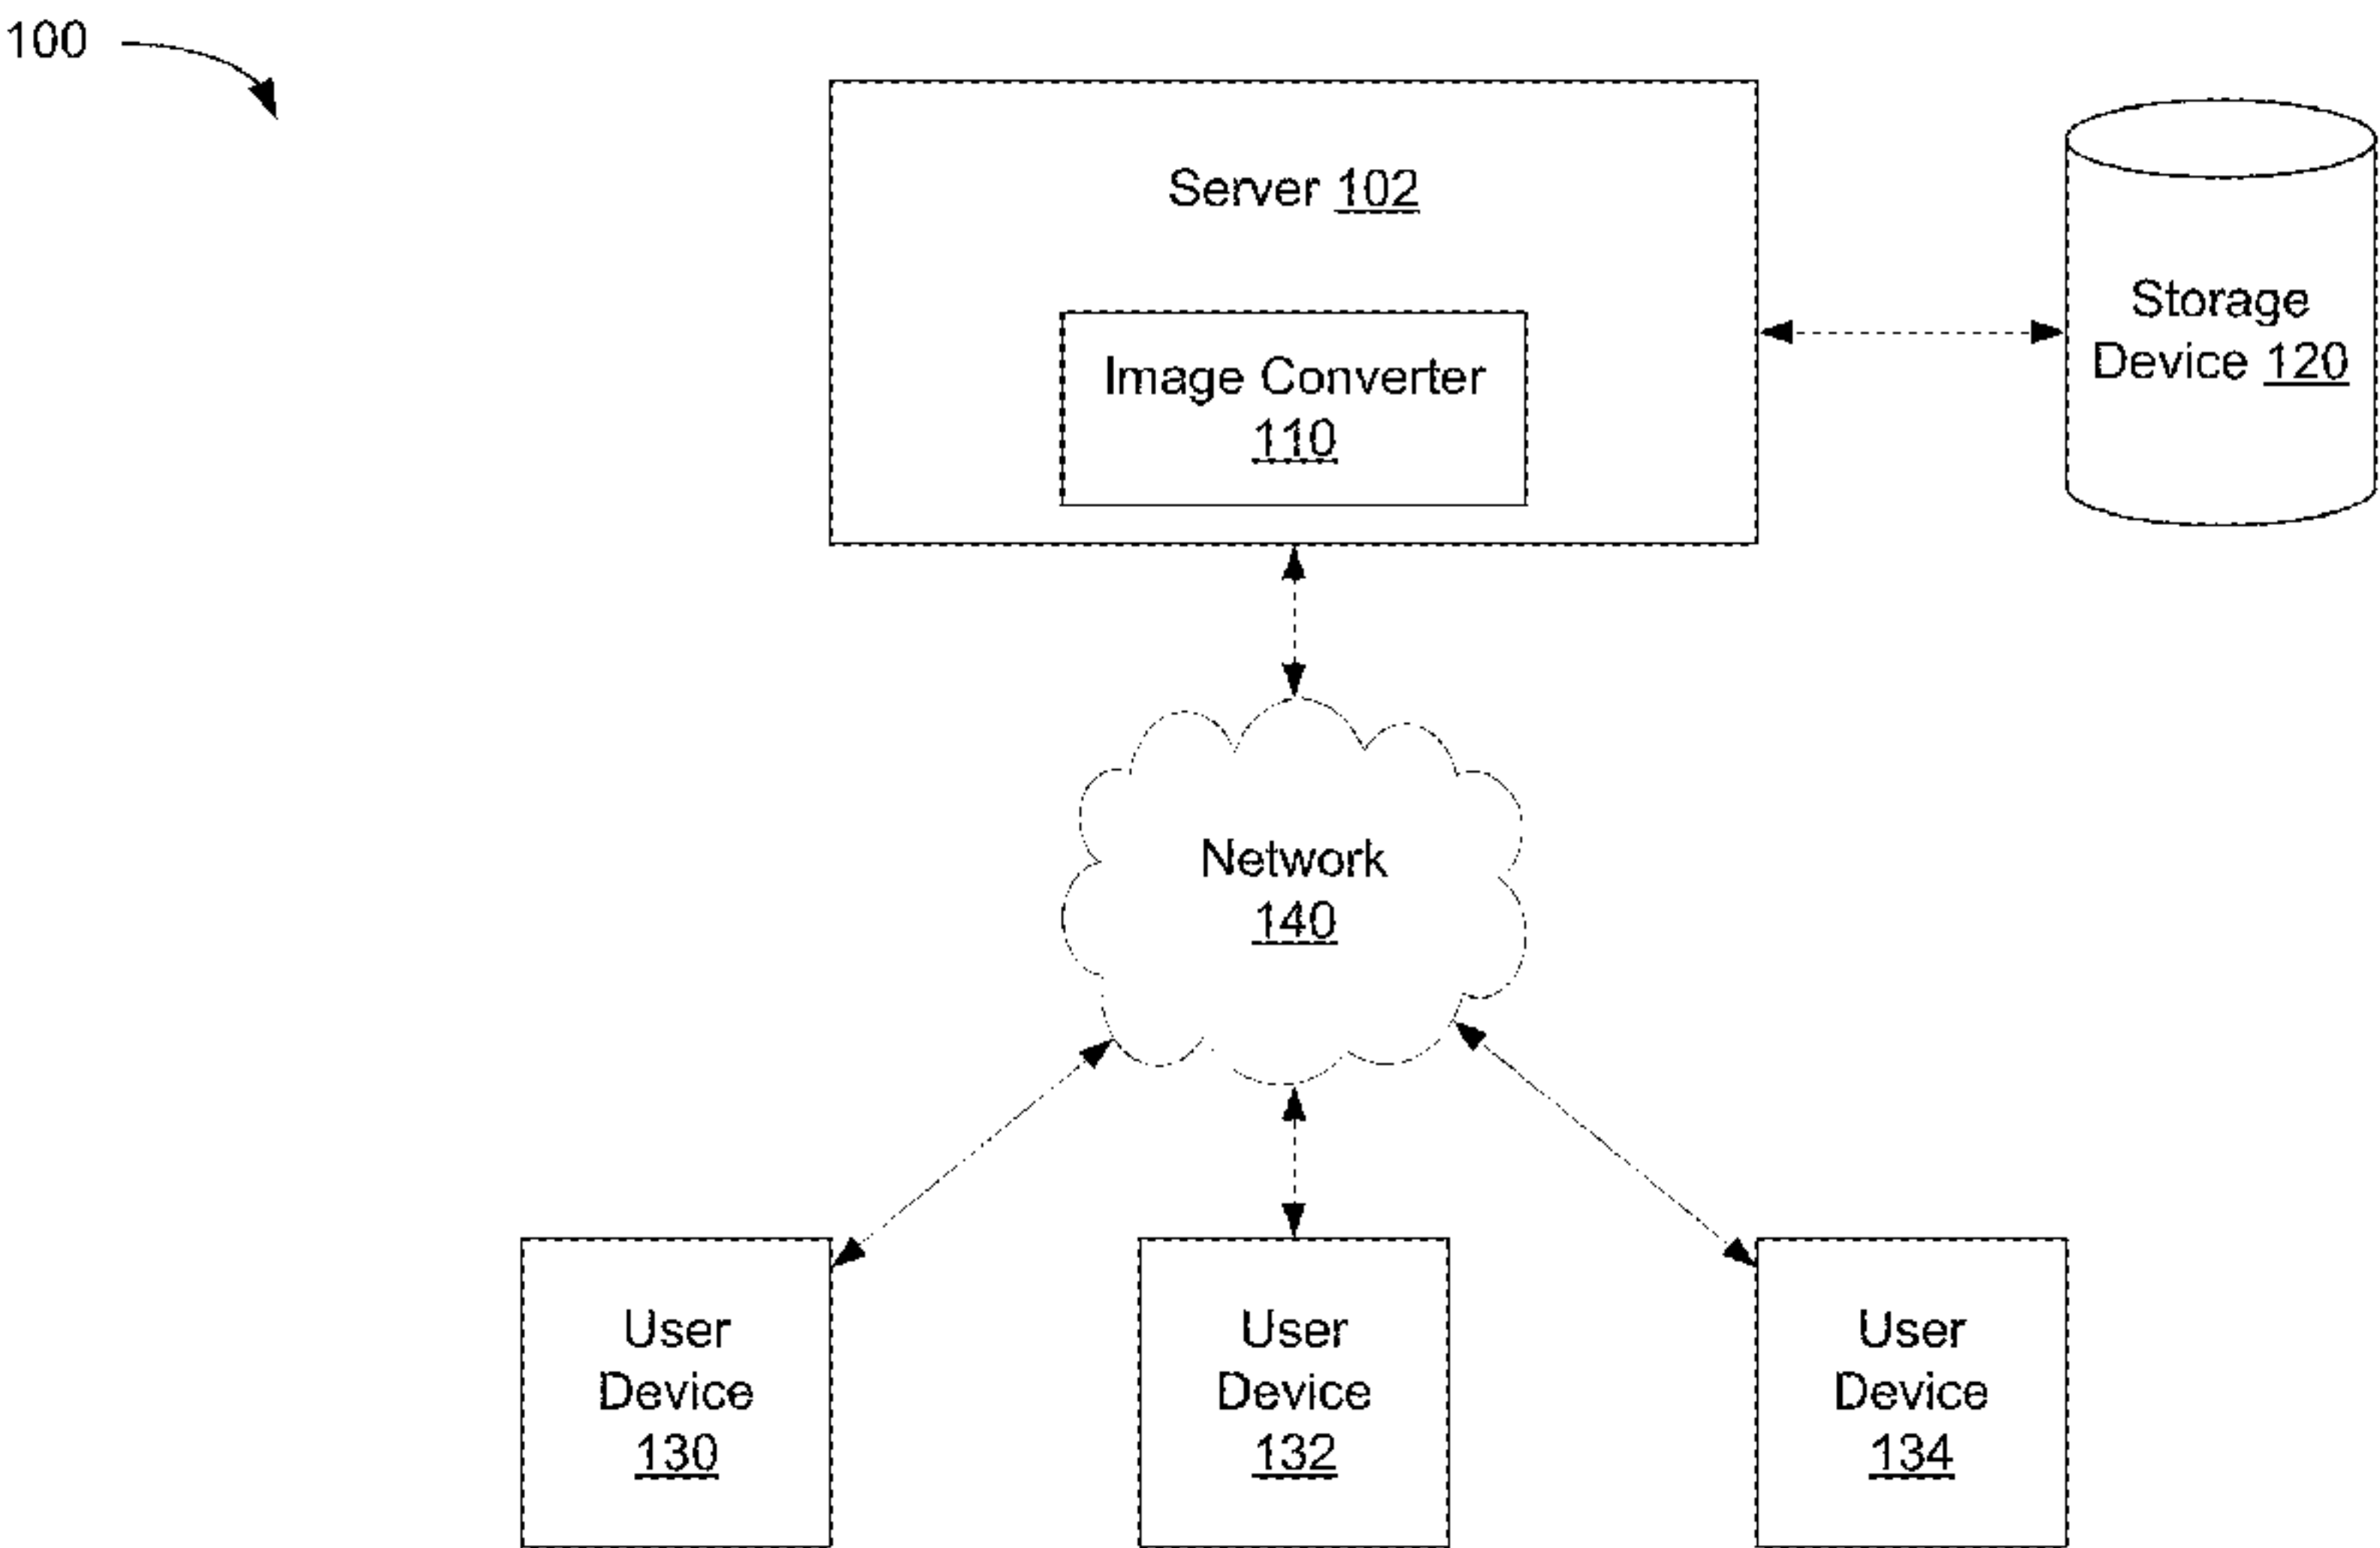 100
Server 102
Image Converter
110
Storage
Device 120
Network
140
User
Device
130
User
Device
132
User
Device
134